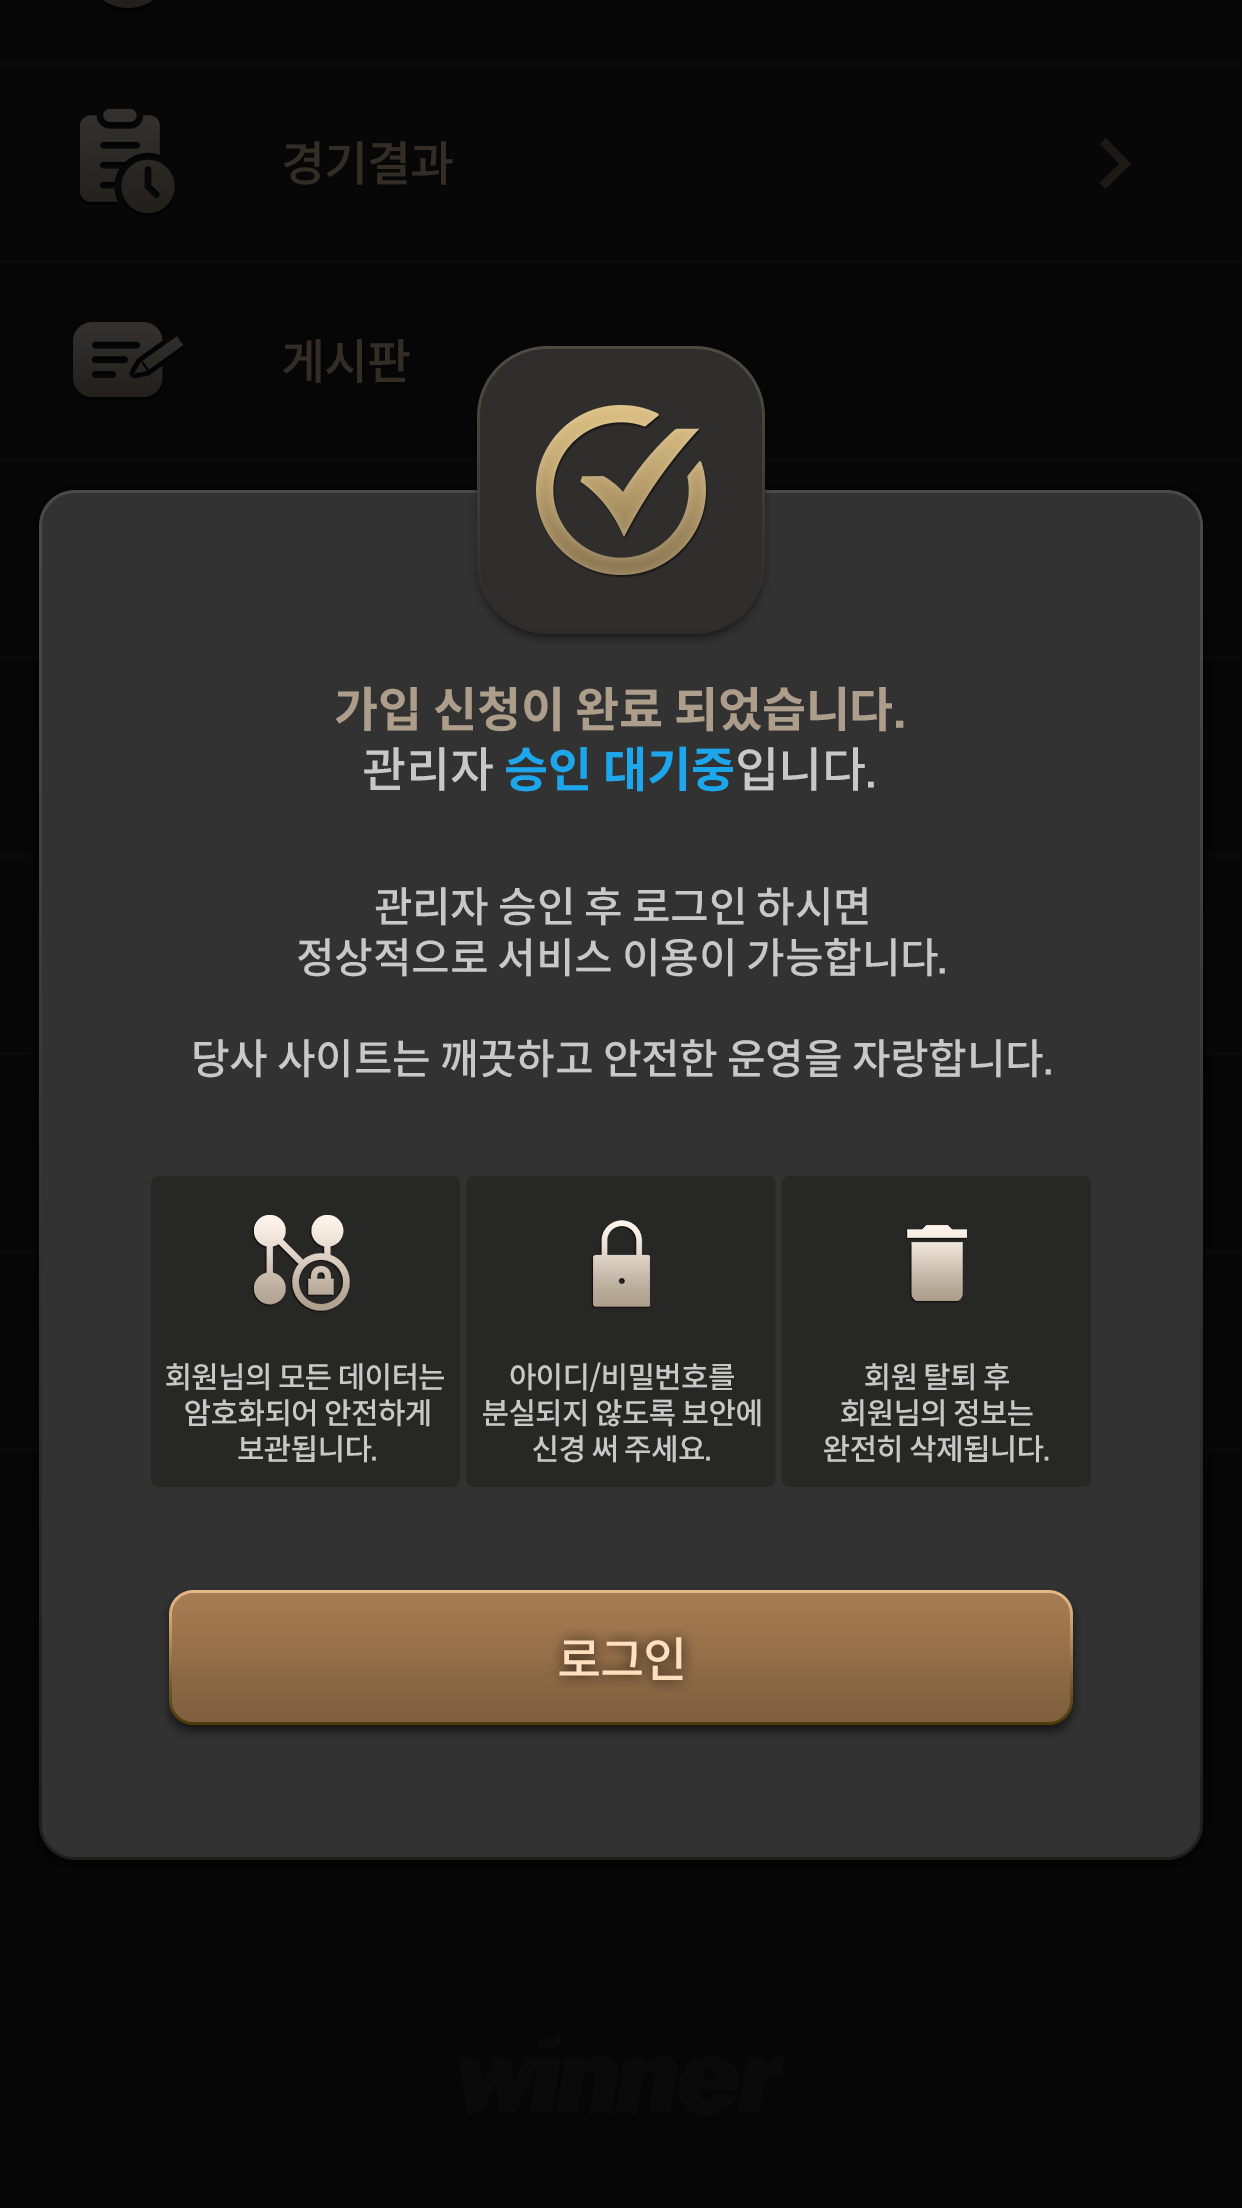 경기결과
게시판
가입 신청이 완료 되었습니다.
관리자 승인 대기중입니다.
관리자 승인 후 로그인 하시면
정상적으로 서비스 이용이 가능합니다.
당사 사이트는 깨끗하고 안전한 운영을 자랑합니다.
회원님의 모든 데이터는
암호화되어 안전하게
보관됩니다.
아이디/비밀번호를
분실되지 않도록 보안에
신경 써 주세요.
회원 탈퇴 후
회원님의 정보는
완전히 삭제됩니다.
로그인
winner